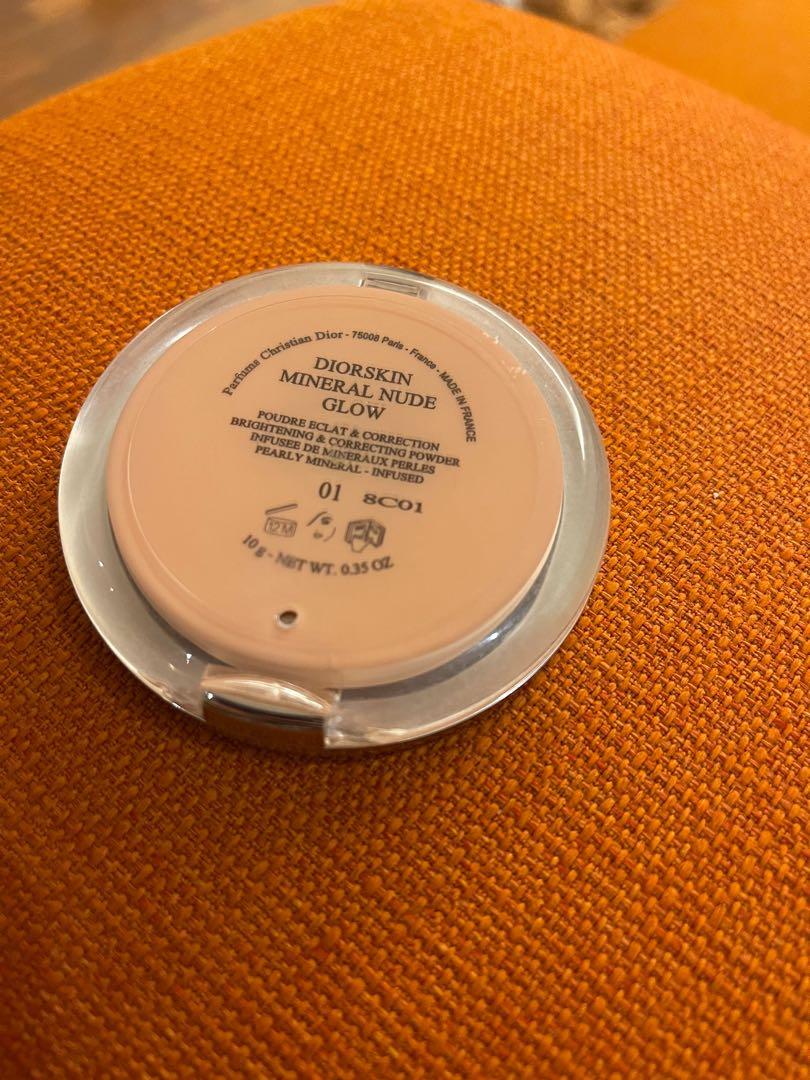 Parfums Christian Dior - 75008 Paris - France - MADE IN FRANCE
DIORSKIN
MINERAL NUDE
GLOW
POUDRE ECLAT & CORRECTION
BRIGHTENING & CORRECTING POWDER
INFUSEE DE MINERAUX PERLES
PEARLY MINERAL - INFUSED
01 8C01
12 M
10 g - NET WT. 0.35 OZ